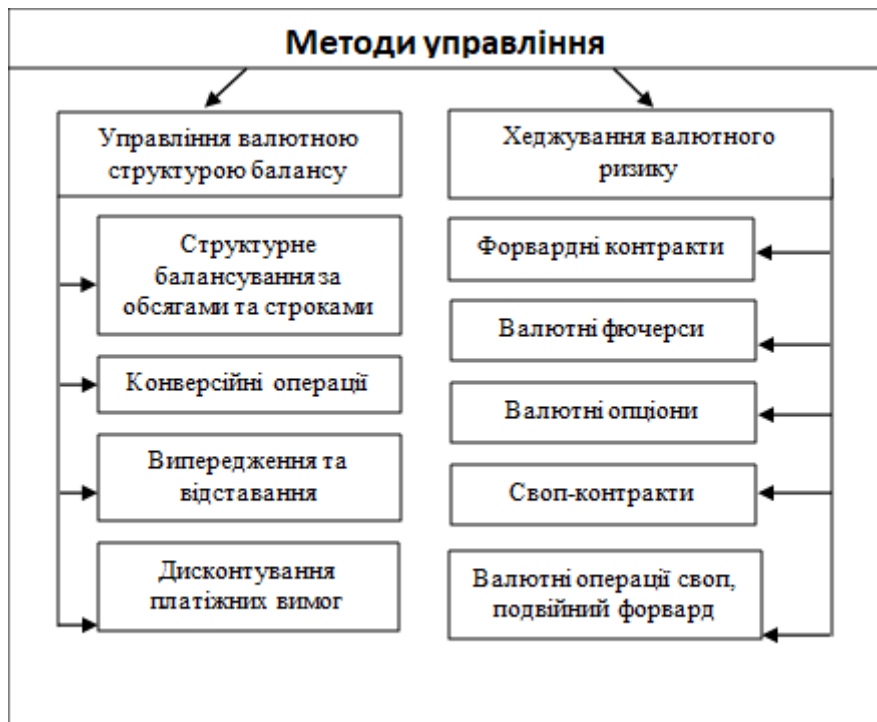 Методи управління
Управління валютною
структурою балансу
Структурне
балансування за
обсягами та строками
Конверсійні операції
Випередження та
відставання
Дисконтування
платіжних вимог
Хеджування валютного
ризику
Форвардні контракти
Валютні фючерси
Валютні опціони
Своп-контракти
Валютні операції своп,
подвійний форвард